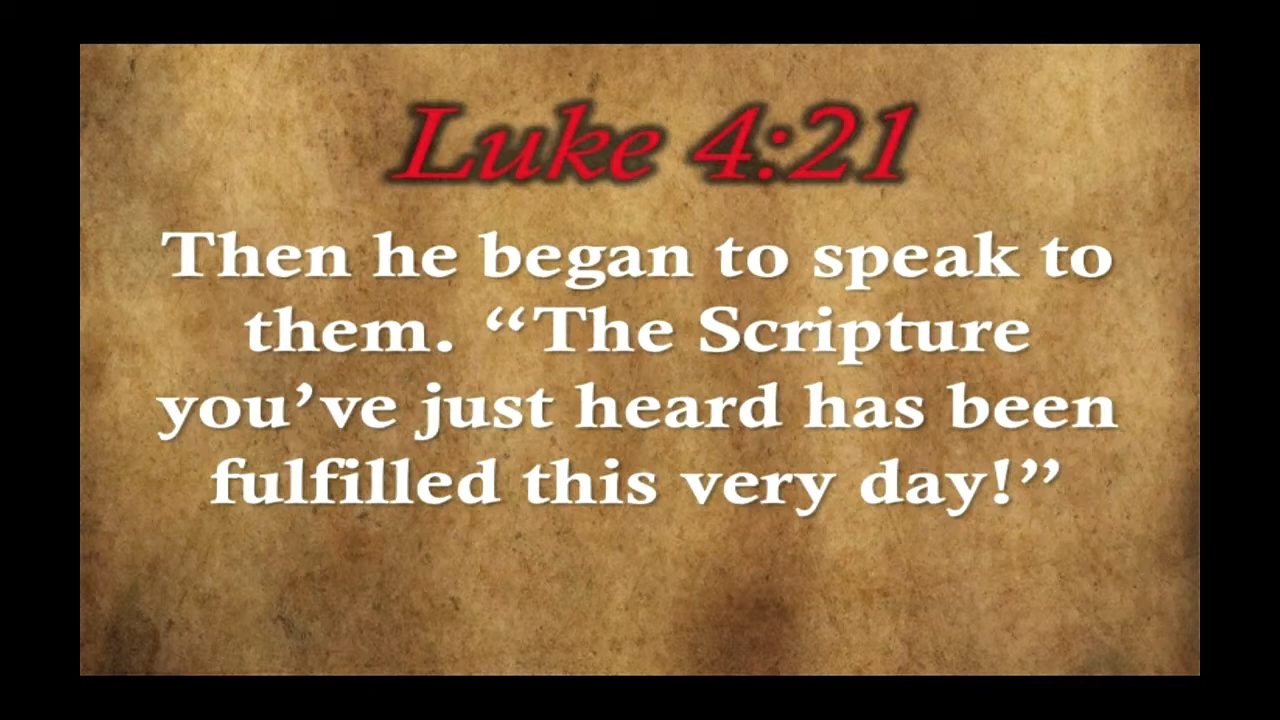 Luke 4:21
Then he began to speak to
them. “The Scripture
you’ve just heard has been
fulfilled this very day!”